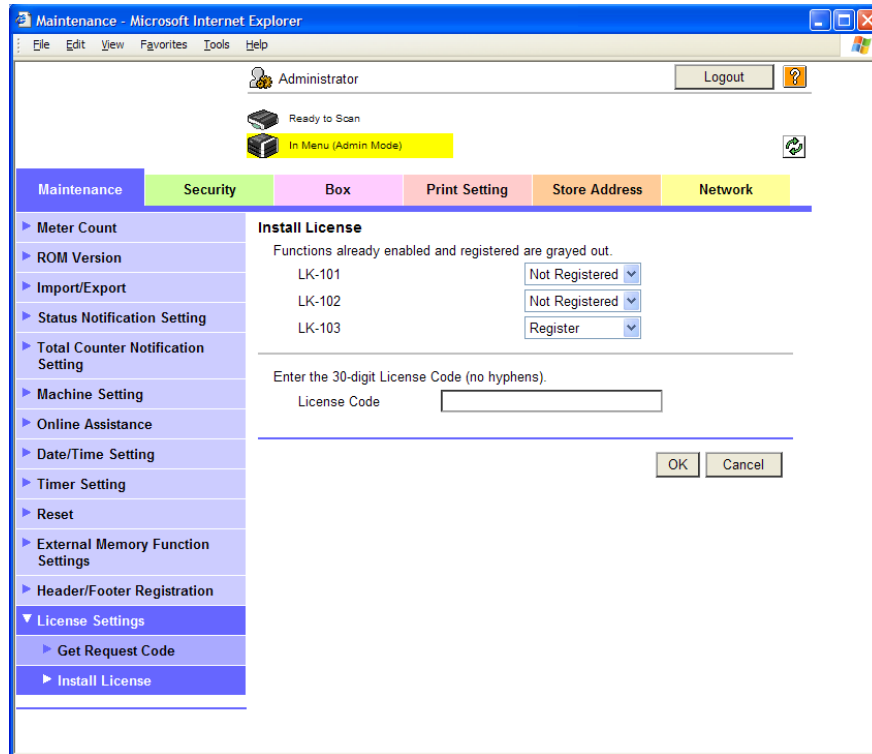 Maintenance - Microsoft Internet Explorer
File Edit View Favorites Tools Help
Administrator
Logout
?
Ready to Scan
In Menu (Admin Mode)
Maintenance Security Box Print Setting Store Address Network
Meter Count
ROM Version
Import/Export
Status Notification Setting
Total Counter Notification
Setting
Machine Setting
Online Assistance
Date/Time Setting
Timer Setting
Reset
External Memory Function
Settings
Header/Footer Registration
License Settings
Get Request Code
Install License
Install License
Functions already enabled and registered are grayed out.
LK-101 Not Registered
LK-102 Not Registered
LK-103 Register
Enter the 30-digit License Code (no hyphens).
License Code
OK Cancel